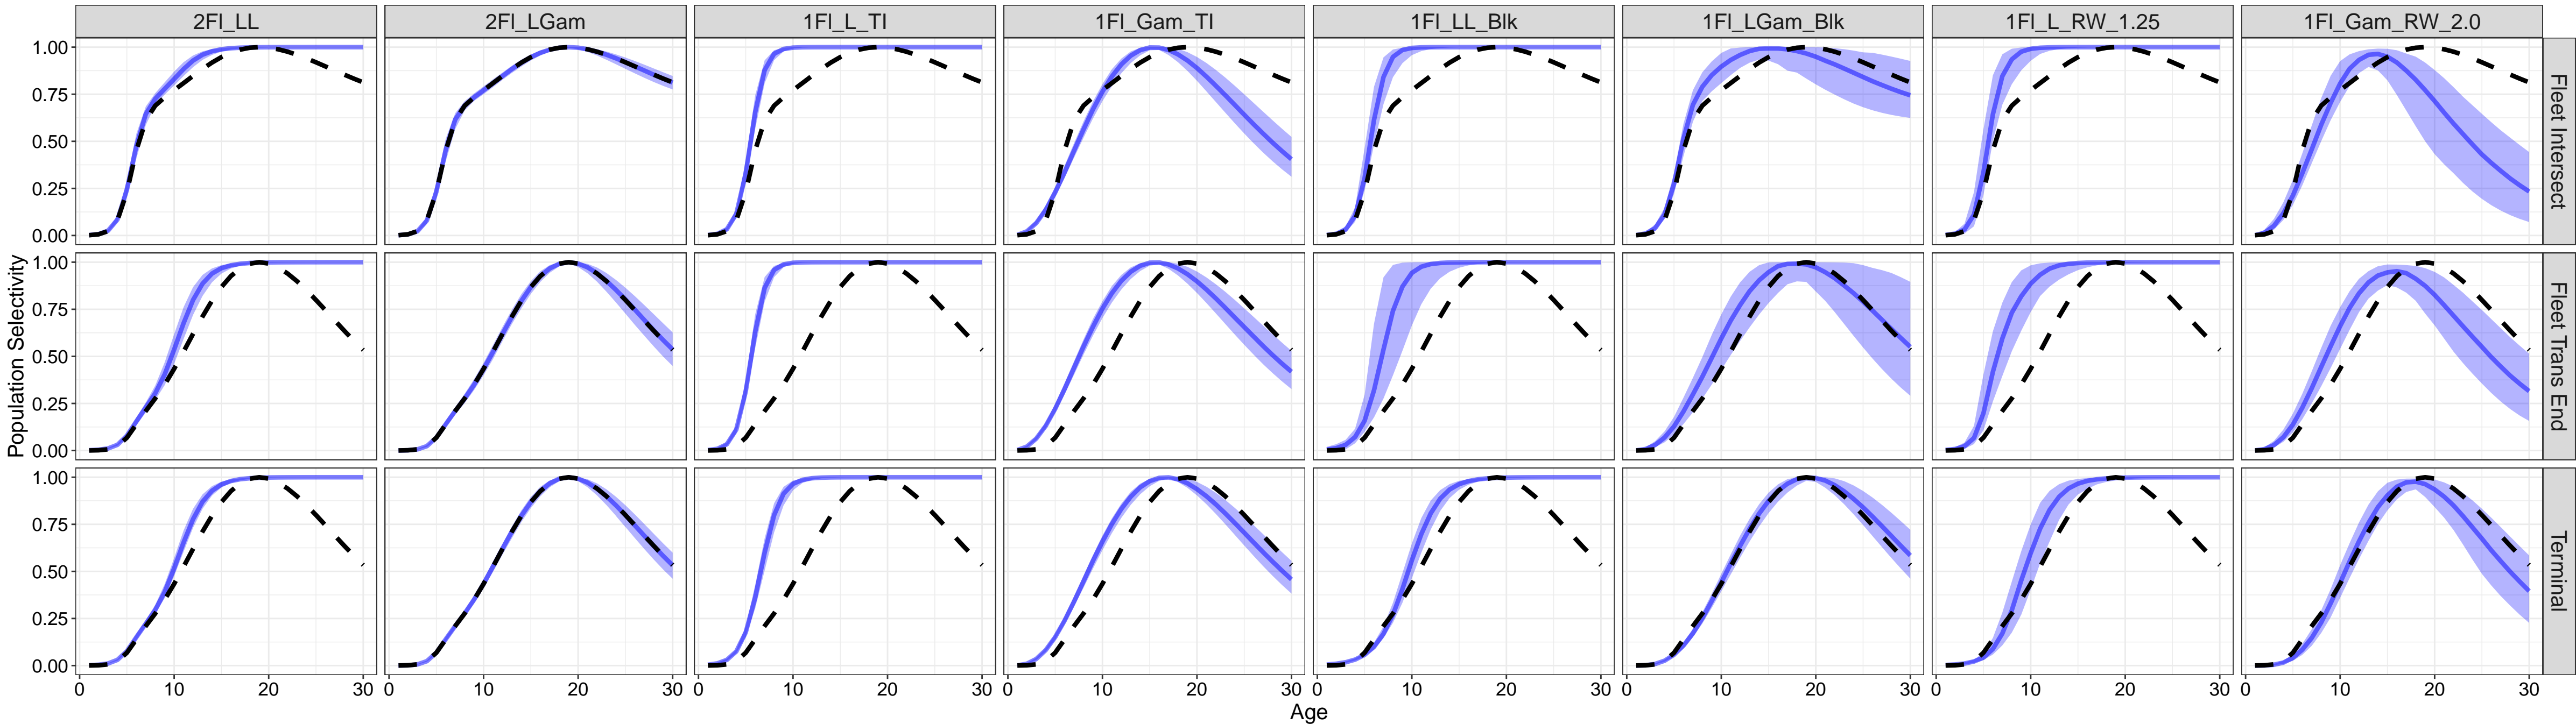 2Fl_LL 2Fl_LGam 1Fl_L_TI 1Fl_Gam_TI 1Fl_LL_Blk 1Fl_LGam_Blk 1Fl_L_RW_1.25 1Fl_Gam_RW_2.0
1.00
0.75
0.50
0.25
0.00
Fleet Intersect
1.00
0.75
0.50
0.25
0.00
Fleet Trans End
1.00
0.75
0.50
0.25
0.00
Terminal
Population Selectivity
0 10 20 30 0 10 20 30 0 10 20 30 0 10 20 30 0 10 20 30 0 10 20 30 0 10 20 30 0 10 20 30
Age